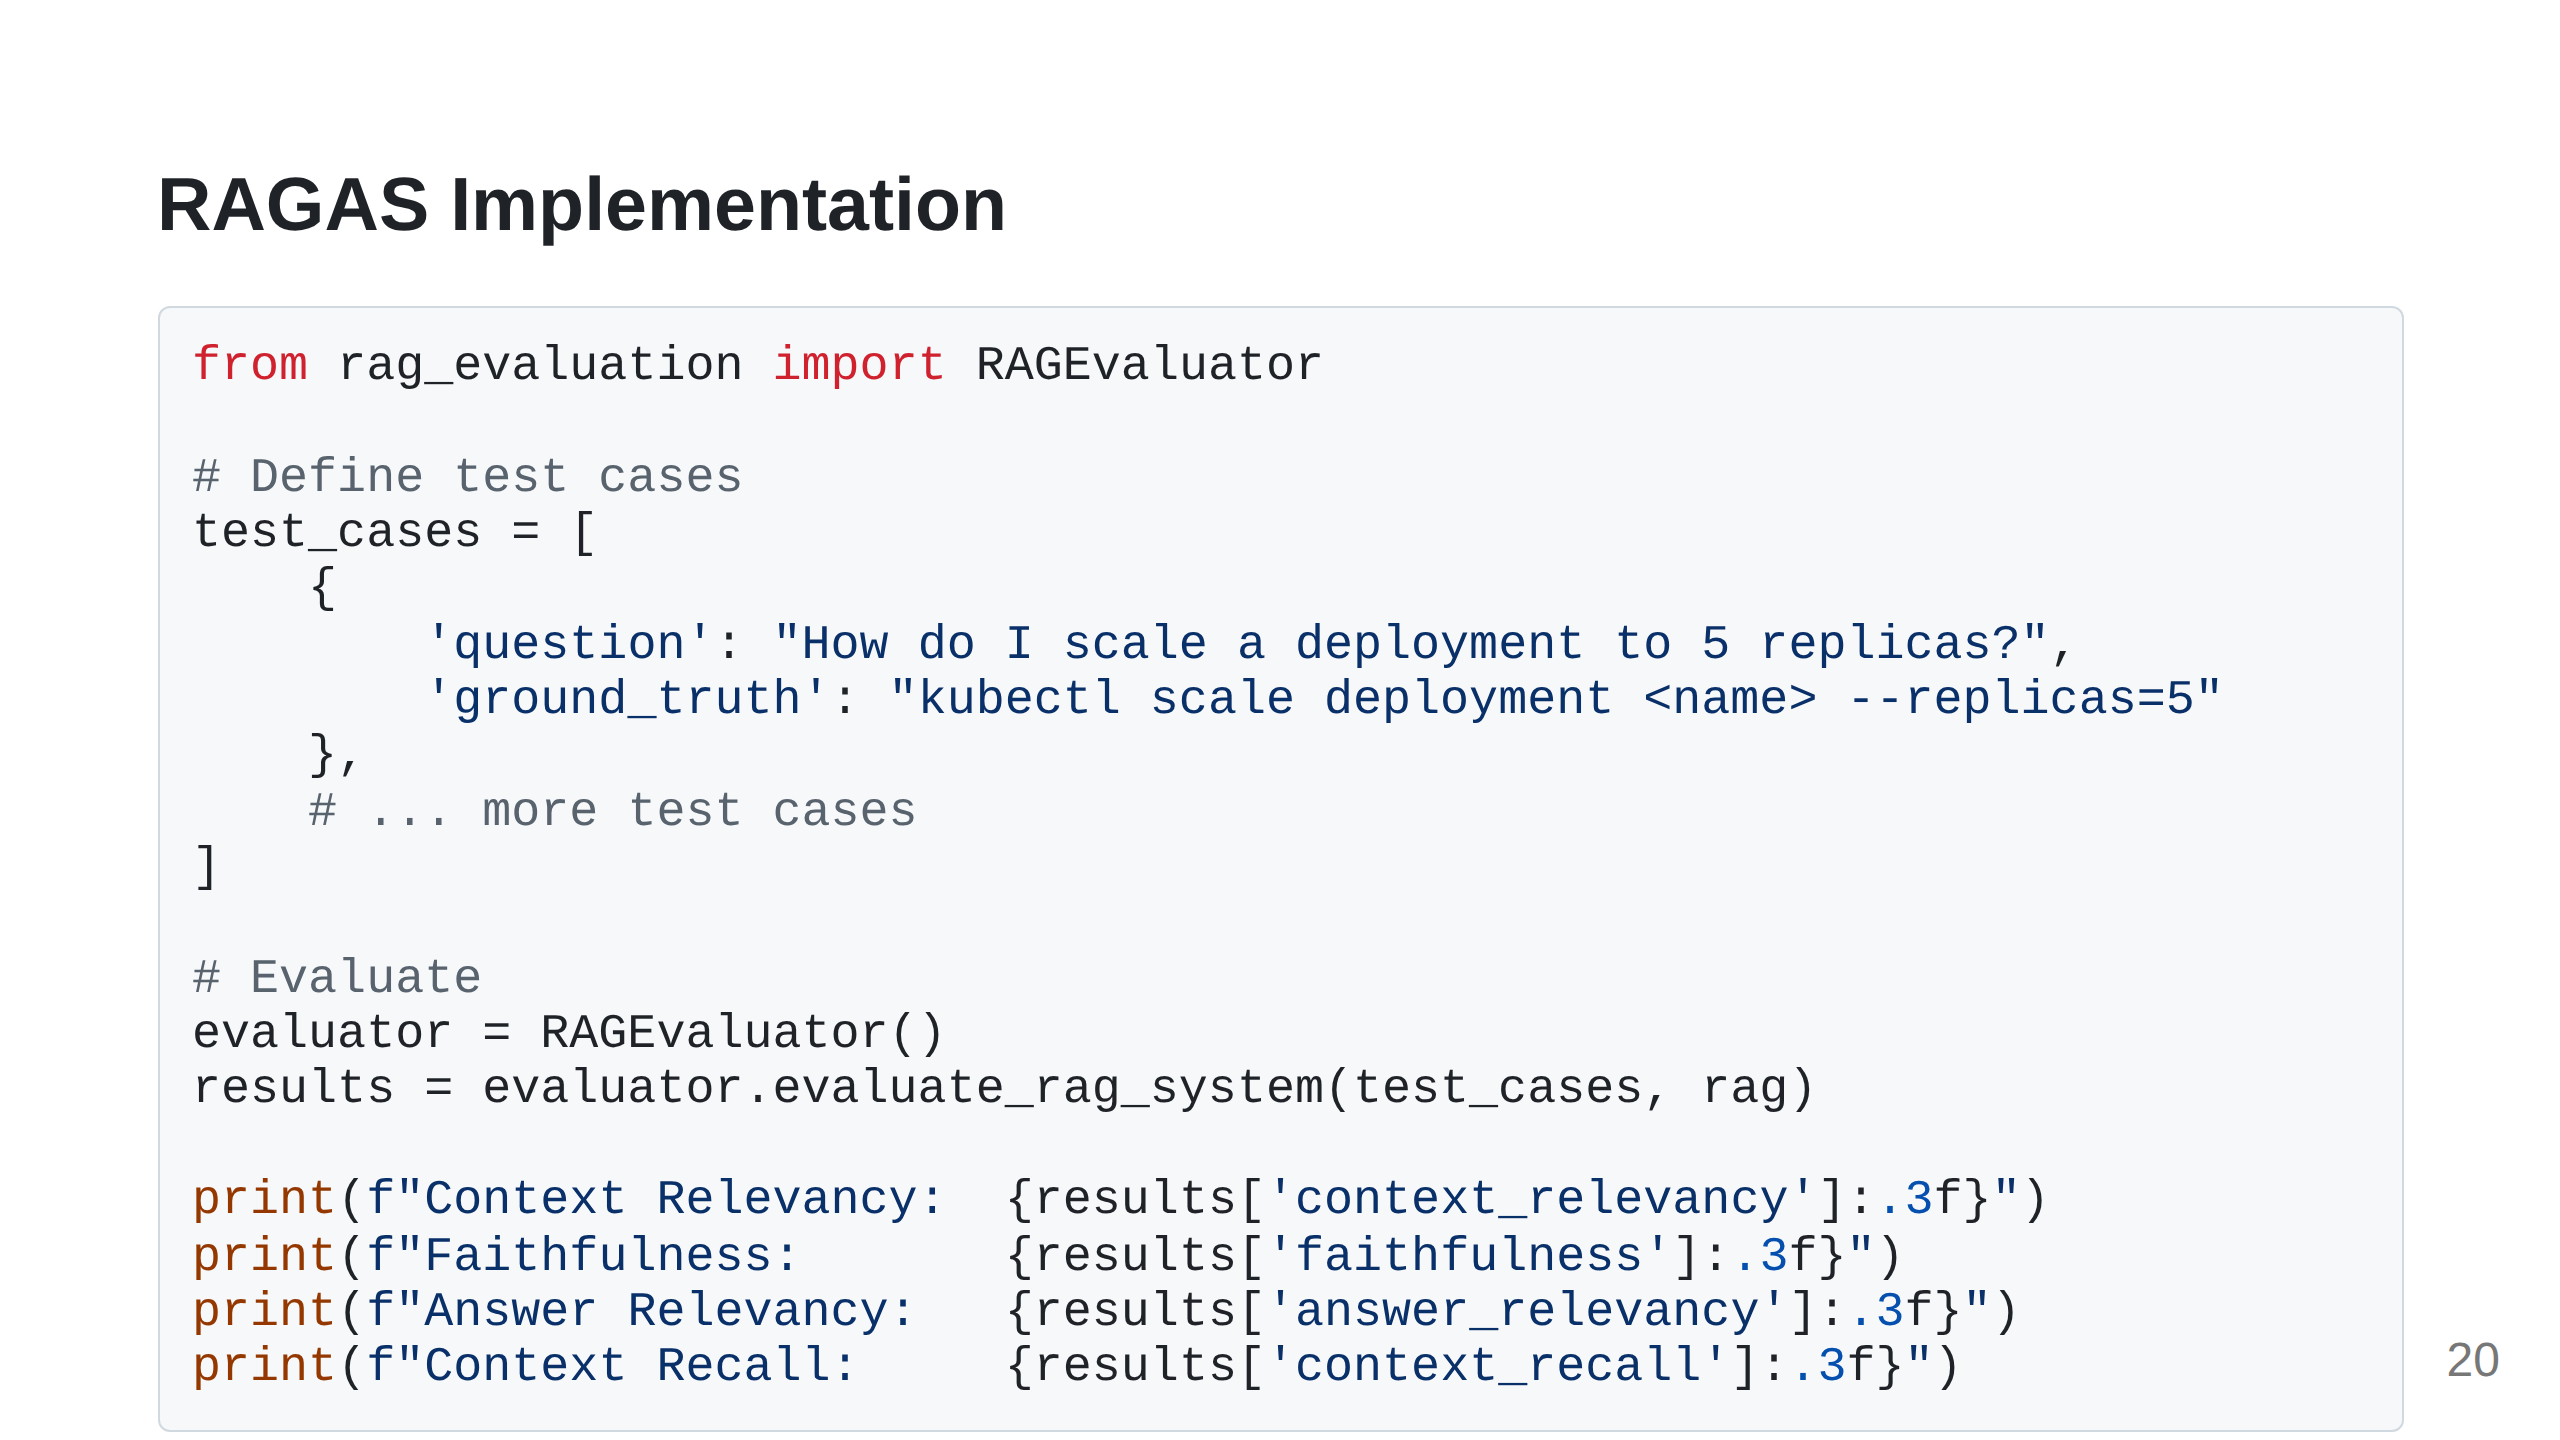 RAGAS Implementation
from rag_evaluation import RAGEvaluator
# Define test cases
test_cases = [
    {
        'question': "How do I scale a deployment to 5 replicas?",
        'ground_truth': "kubectl scale deployment <name> --replicas=5"
    },
    # ... more test cases
]
# Evaluate
evaluator = RAGEvaluator()
results = evaluator.evaluate_rag_system(test_cases, rag)
print(f"Context Relevancy:  {results['context_relevancy']:.3f}")
print(f"Faithfulness:       {results['faithfulness']:.3f}")
print(f"Answer Relevancy:   {results['answer_relevancy']:.3f}")
print(f"Context Recall:     {results['context_recall']:.3f}")
20